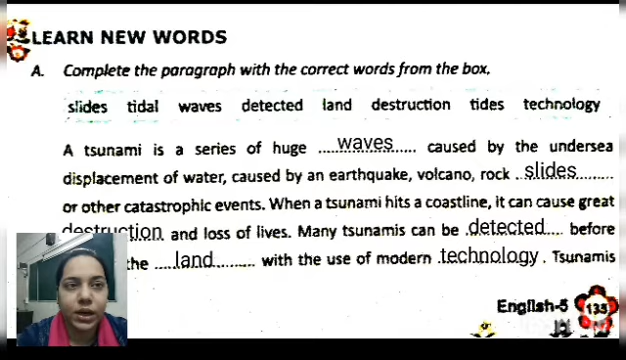 LEARN NEW WORDS
A. Complete the paragraph with the correct words from the box.
slides tidal waves detected land destruction tides technology
A tsunami is a series of huge ....waves..... caused by the undersea
displacement of water, caused by an earthquake, volcano, rock ..slides.........
or other catastrophic events. When a tsunami hits a coastline, it can cause great
destruction and loss of lives. Many tsunamis can be .detected.... before
the ....land......... with the use of modern .technology . Tsunamis
English-5 135